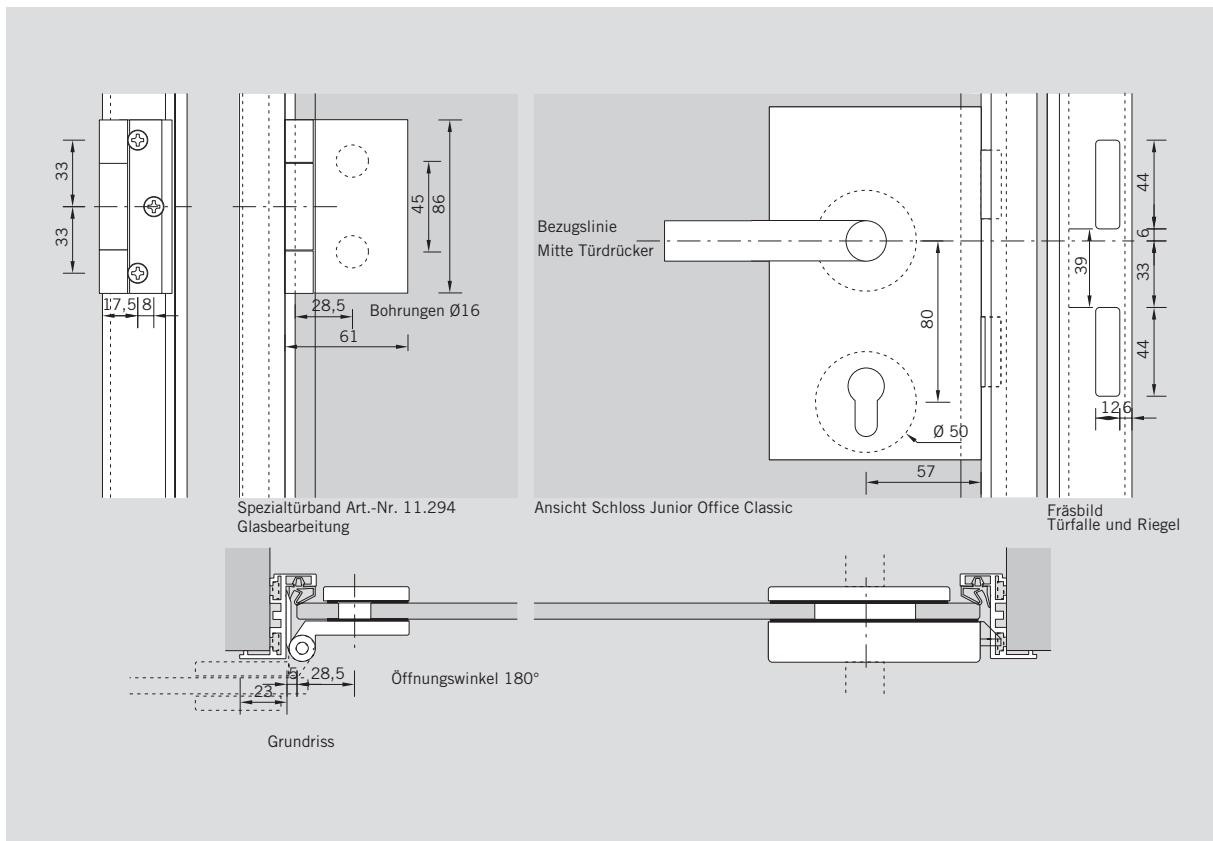 33
33
17,5
8
45
86
28,5
Bohrungen Ø16
61
Spezialtürband Art.-Nr. 11.294
Glasbearbeitung
Bezugslinie
Mitte Türdrücker
80
Ø 50
57
Ansicht Schloss Junior Office Classic
44
6
39
33
44
12
6
Fräsbild
Türfalle und Riegel
5
28,5
23
Öffnungswinkel 180°
Grundriss